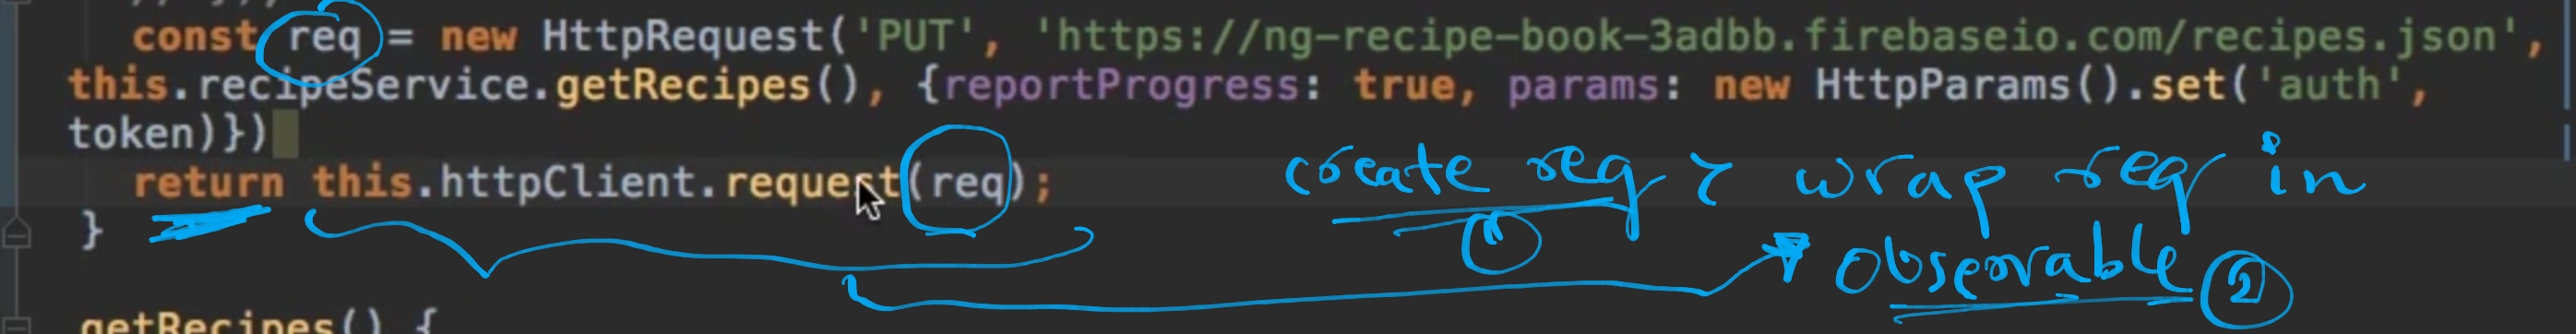 // });
const req = new HttpRequest('PUT', 'https://ng-recipe-book-3adbb.firebaseio.com/recipes.json',
this.recipeService.getRecipes(), {reportProgress: true, params: new HttpParams().set('auth',
token)})
return this.httpClient.request(req);
create req & wrap req in
①
Observable ②
}
getRecipes() {